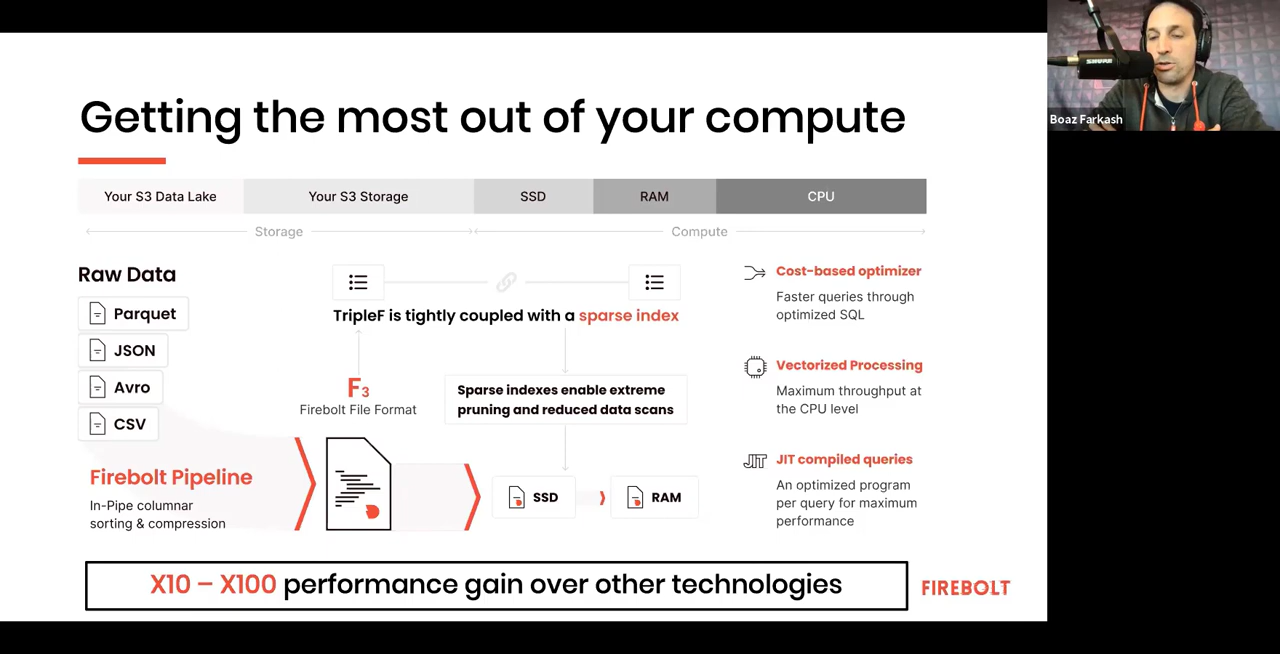 Getting the most out of your compute
SHURE
Boaz Farkash
Your S3 Data Lake
Your S3 Storage
SSD
RAM
CPU
Storage
Compute
Raw Data
Parquet
JSON
Avro
CSV
Firebolt Pipeline
In-Pipe columnar
sorting & compression
TripleF is tightly coupled with a sparse index
F3
Firebolt File Format
Sparse indexes enable extreme
pruning and reduced data scans
SSD
RAM
Cost-based optimizer
Faster queries through
optimized SQL
Vectorized Processing
Maximum throughput at
the CPU level
JIT
JIT compiled queries
An optimized program
per query for maximum
performance
X10 – X100 performance gain over other technologies
FIREBOLT